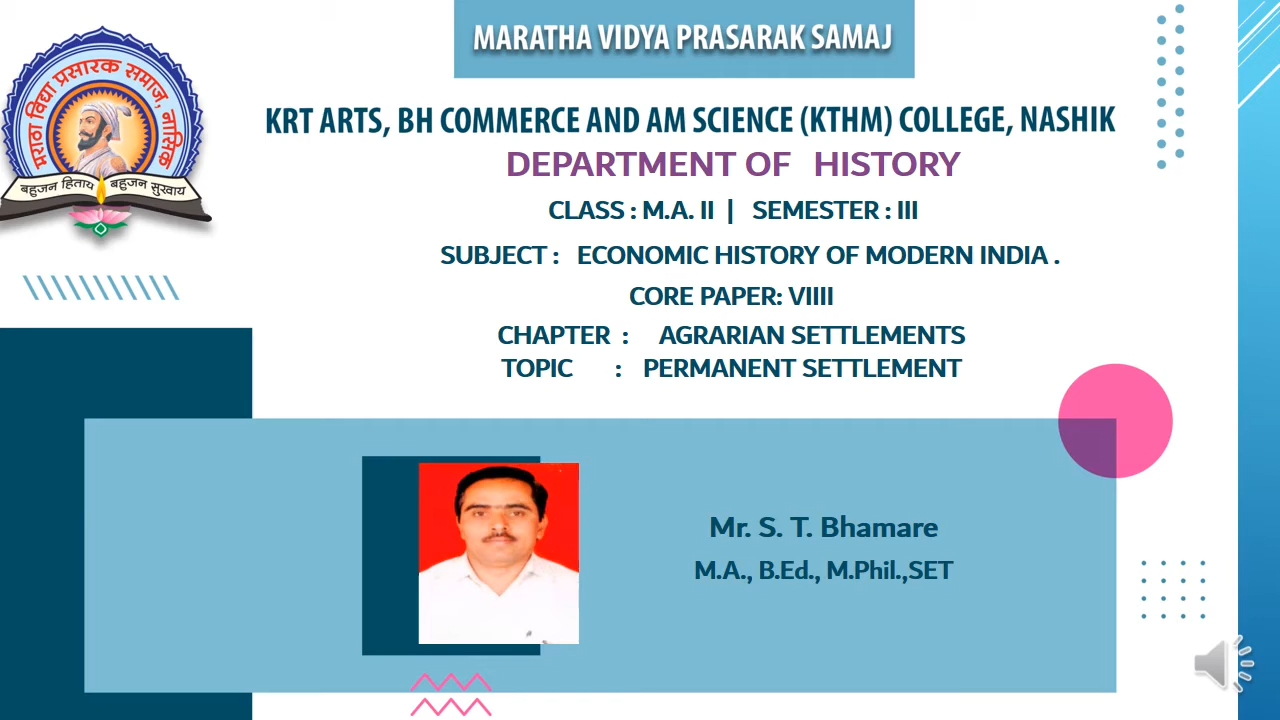 MARATHA VIDYA PRASARAK SAMAJ
मराठा विद्या प्रसारक समाज, नाशिक
बहुजन हिताय बहुजन सुखाय
KRT ARTS, BH COMMERCE AND AM SCIENCE (KTHM) COLLEGE, NASHIK
DEPARTMENT OF HISTORY
CLASS : M.A. II | SEMESTER : III
SUBJECT : ECONOMIC HISTORY OF MODERN INDIA .
CORE PAPER: VIIII
CHAPTER : AGRARIAN SETTLEMENTS
TOPIC : PERMANENT SETTLEMENT
Mr. S. T. Bhamare
M.A., B.Ed., M.Phil.,SET